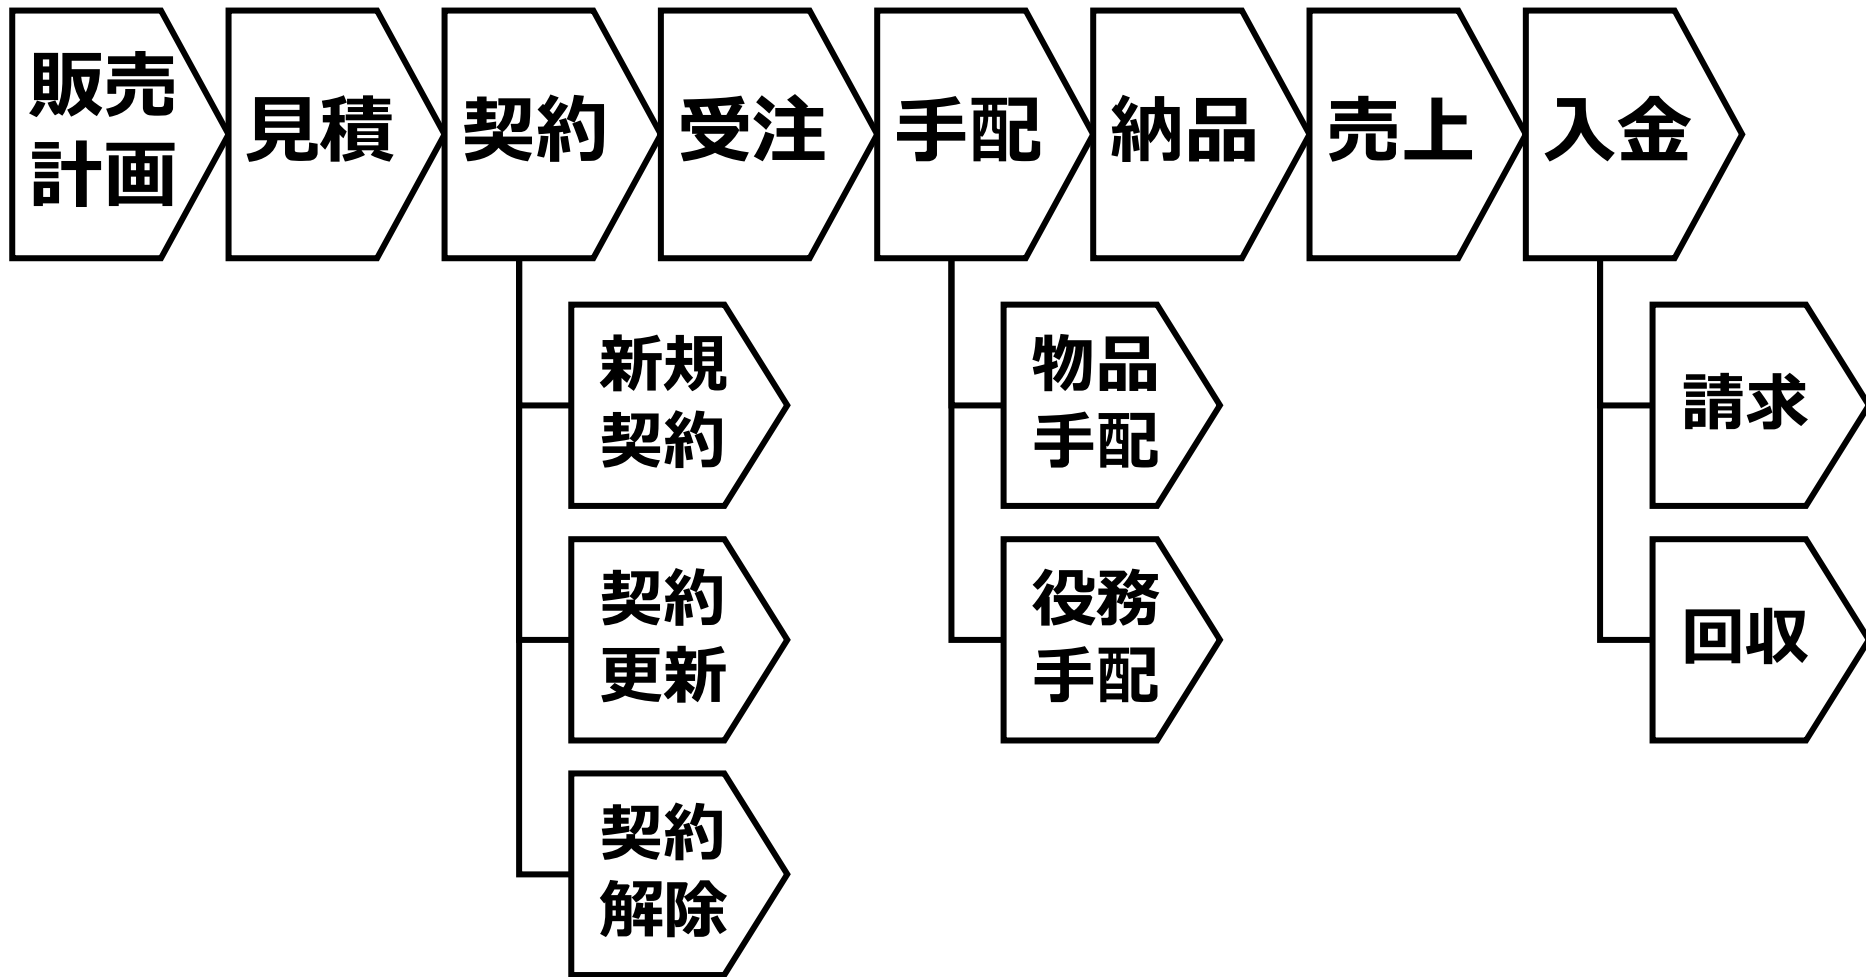 販売
計画
見積
契約
受注
手配
納品
売上
入金
新規
契約
契約
更新
契約
解除
物品
手配
役務
手配
請求
回収